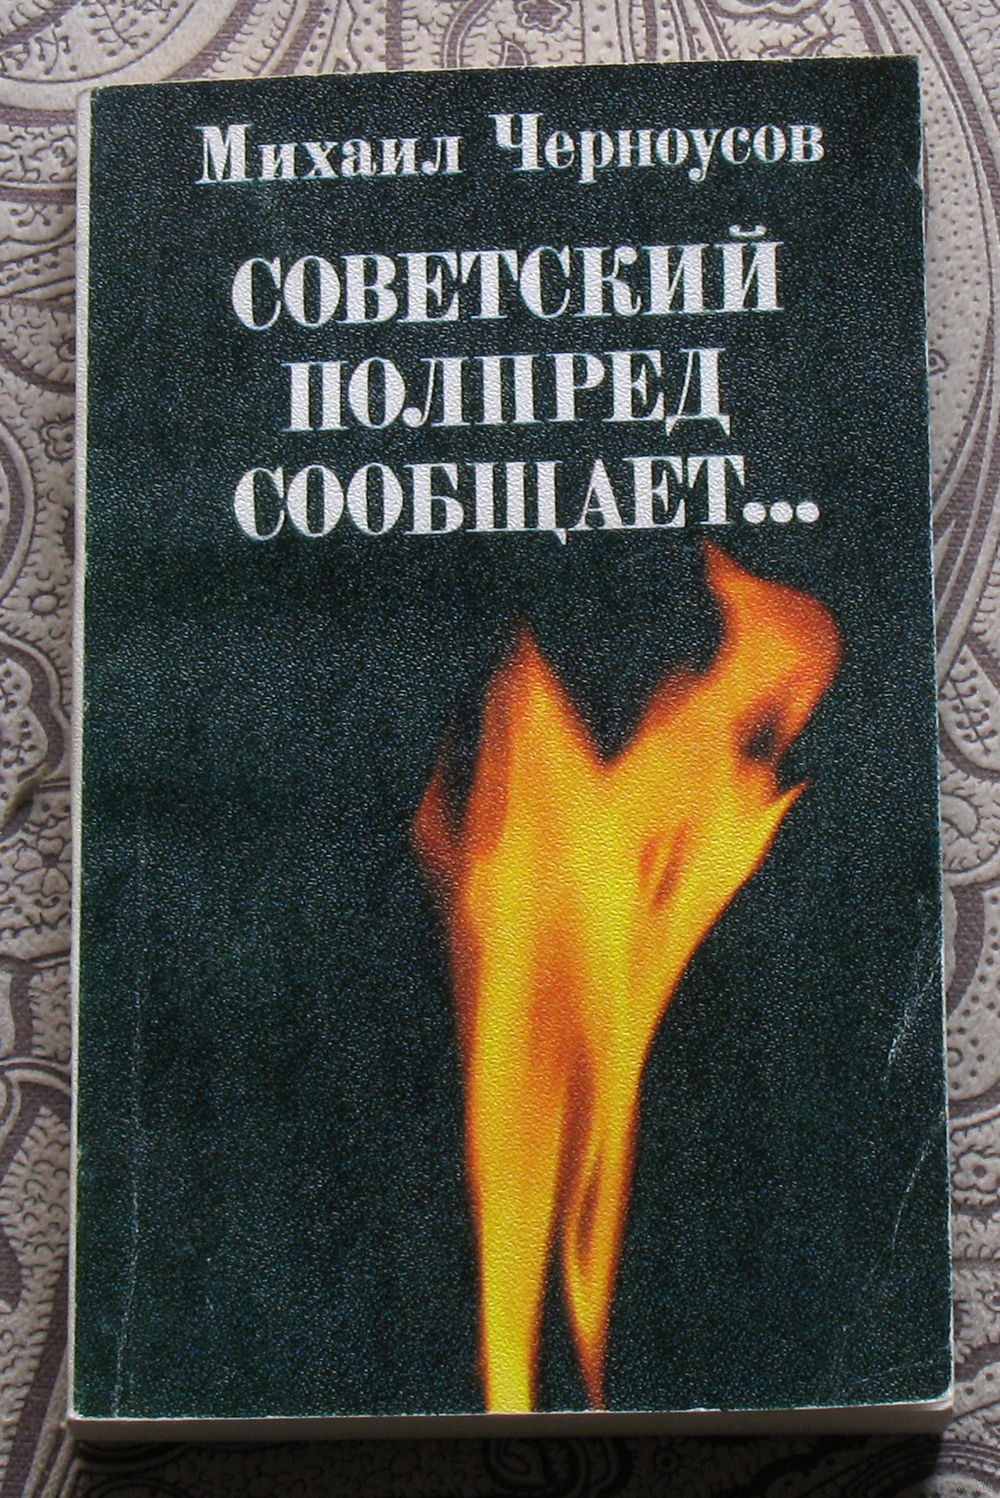 Михаил Черноусов
СОВЕТСКИЙ
ПОЛПРЕД
СООБЩАЕТ...